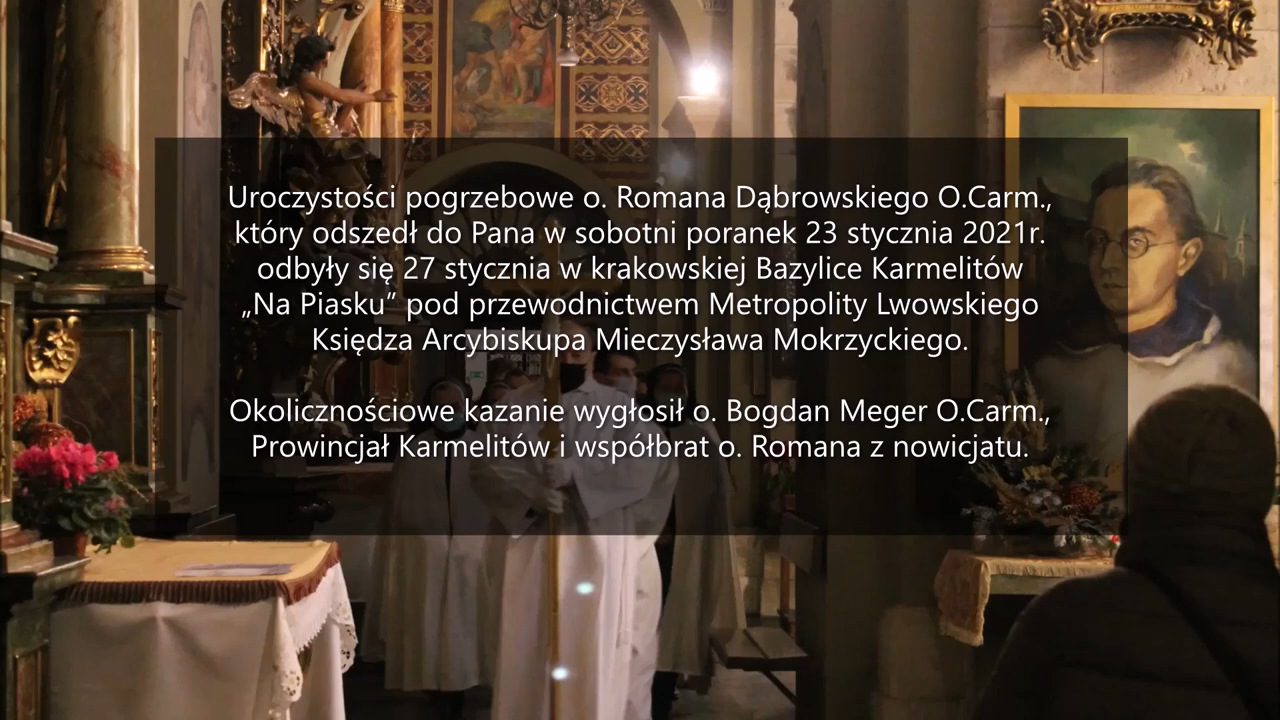 Uroczystości pogrzebowe o. Romana Dąbrowskiego O.Carm.,
który odszedł do Pana w sobotni poranek 23 stycznia 2021r.
odbyły się 27 stycznia w krakowskiej Bazylice Karmelitów
„Na Piasku” pod przewodnictwem Metropolity Lwowskiego
Księdza Arcybiskupa Mieczysława Mokrzyckiego.
Okolicznościowe kazanie wygłosił o. Bogdan Meger O.Carm.,
Prowincjał Karmelitów i współbrat o. Romana z nowicjatu.